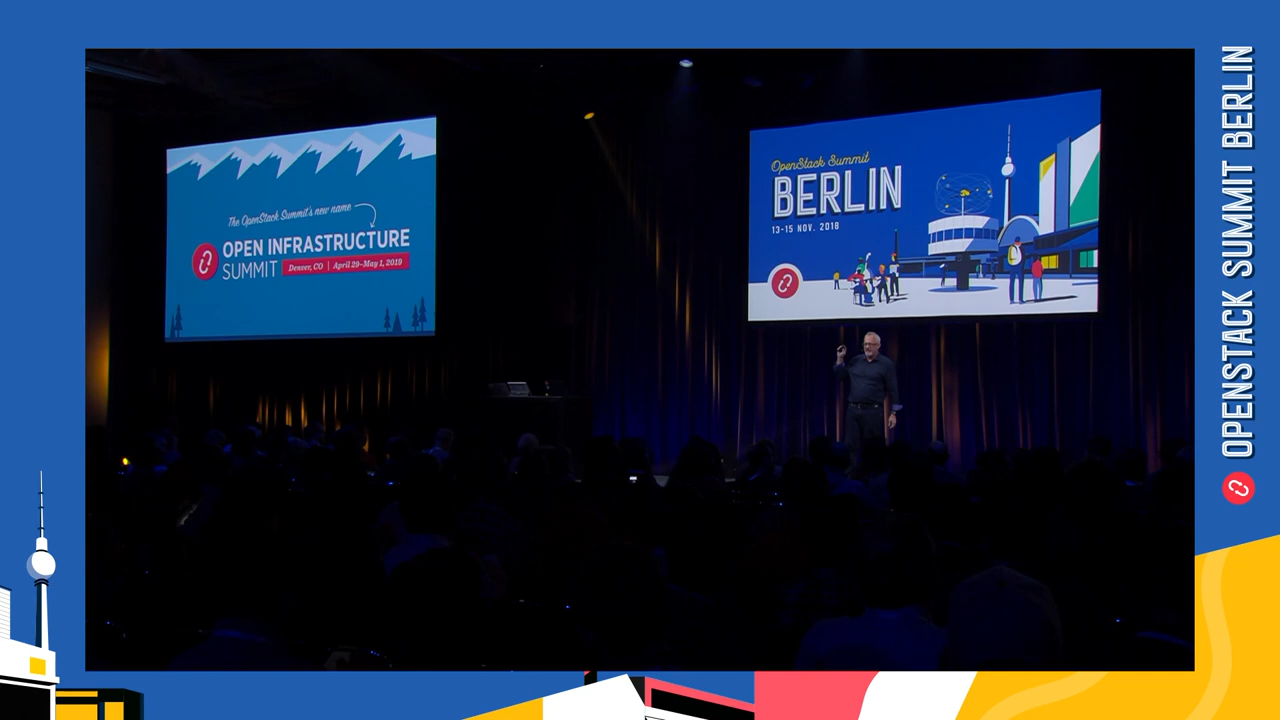 The OpenStack Summit's new name
OPEN INFRASTRUCTURE
SUMMIT
Denver, CO | April 29–May 1, 2019
OpenStack Summit
BERLIN
13-15 NOV. 2018
OPENSTACK SUMMIT BERLIN